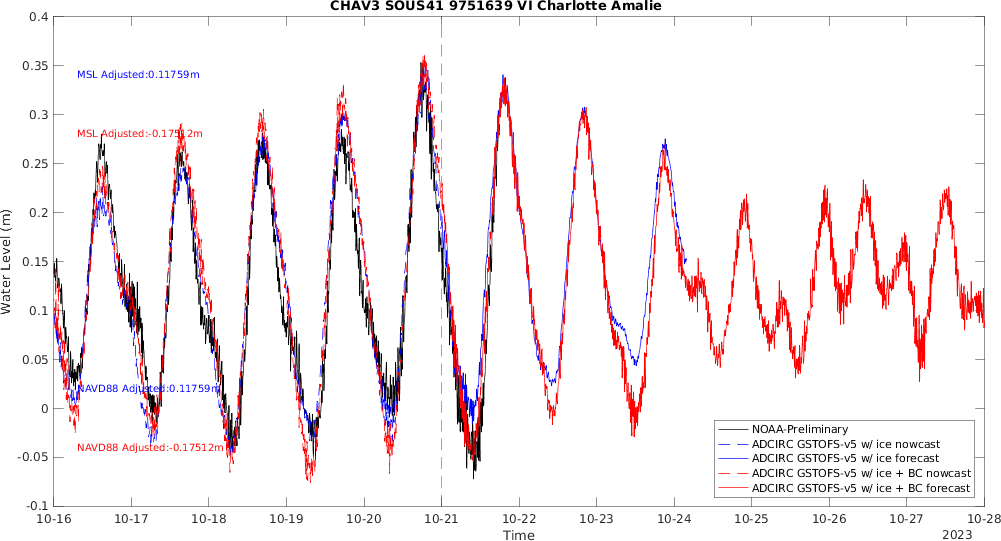 CHAV3 SOUS41 9751639 VI Charlotte Amalie
Water Level (m)
0.4
0.35
0.3
0.25
0.2
0.15
0.1
0.05
0
-0.05
-0.1
MSL Adjusted:0.11759m
MSL Adjusted:-0.17512m
NAVD88 Adjusted:0.11759m
NAVD88 Adjusted:-0.17512m
NOAA-Preliminary
ADCIRC GSTOFS-v5 w/ ice nowcast
ADCIRC GSTOFS-v5 w/ ice forecast
ADCIRC GSTOFS-v5 w/ ice + BC nowcast
ADCIRC GSTOFS-v5 w/ ice + BC forecast
10-16 10-17 10-18 10-19 10-20 10-21 10-22 10-23 10-24 10-25 10-26 10-27 10-28
Time
2023